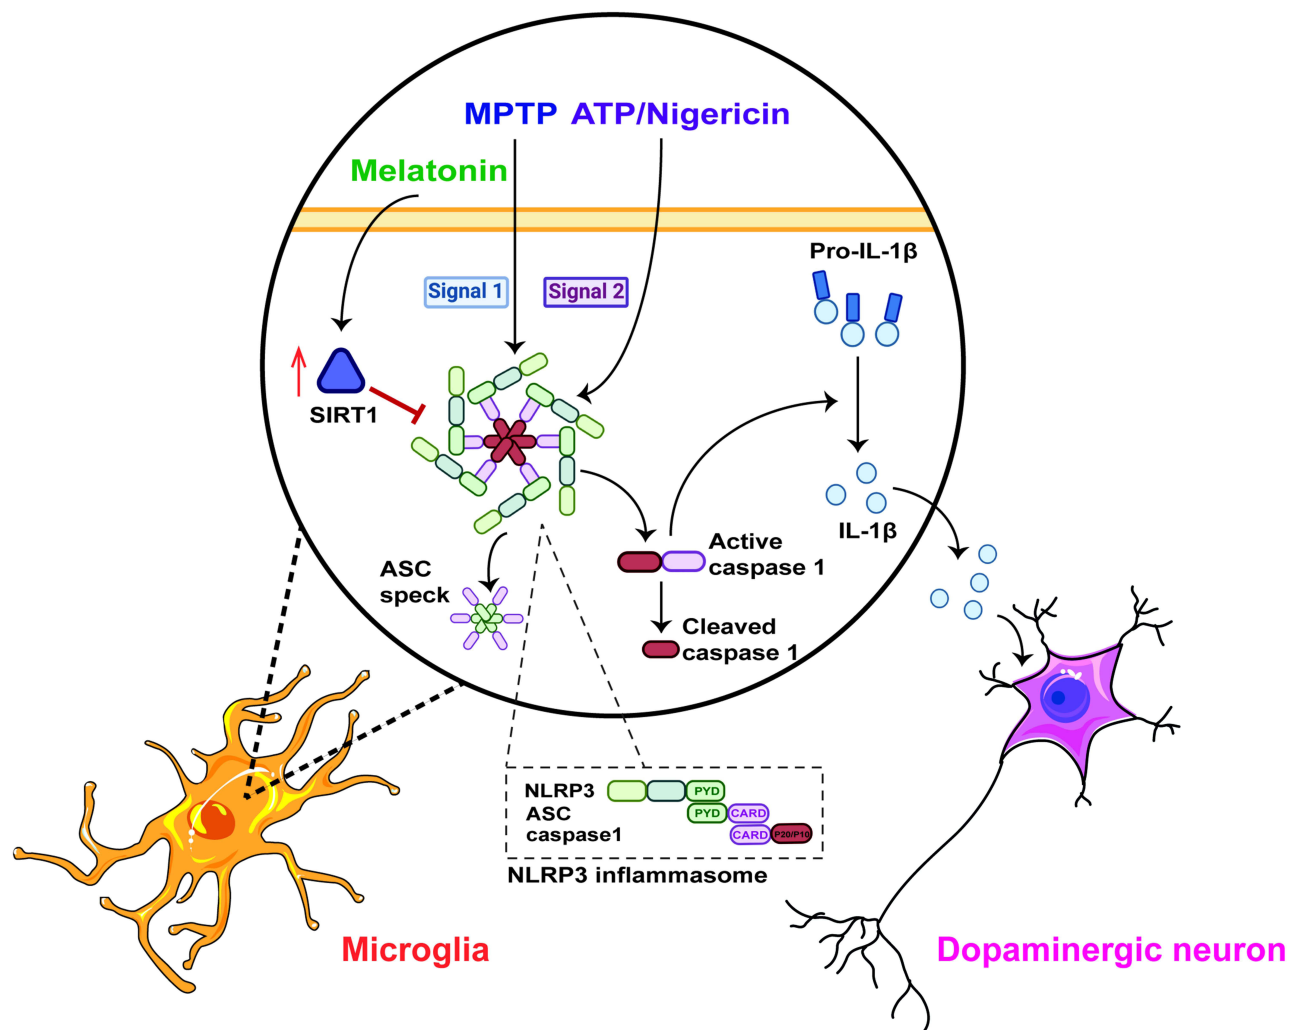 MPTP ATP/Nigericin
Melatonin
Pro-IL-1β
Signal 1
Signal 2
SIRT1
IL-1β
Active
caspase 1
ASC
speck
Cleaved
caspase 1
NLRP3 PYD
ASC PYD CARD
caspase1 CARD P20/P10
NLRP3 inflammasome
Microglia
Dopaminergic neuron